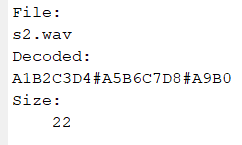 File:
s2.wav
Decoded:
A1B2C3D4#A5B6C7D8#A9B0
Size:
22